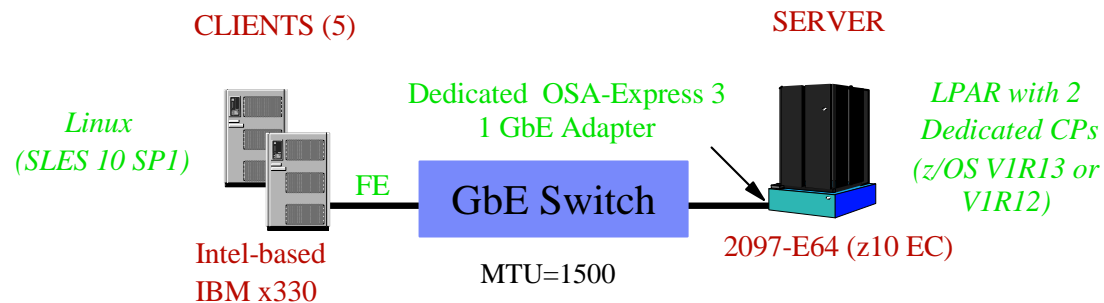 CLIENTS (5)
SERVER
Linux
(SLES 10 SP1)
FE
Dedicated OSA-Express 3
1 GbE Adapter
GbE Switch
MTU=1500
LPAR with 2
Dedicated CPs
(z/OS V1R13 or
V1R12)
Intel-based
IBM x330
2097-E64 (z10 EC)